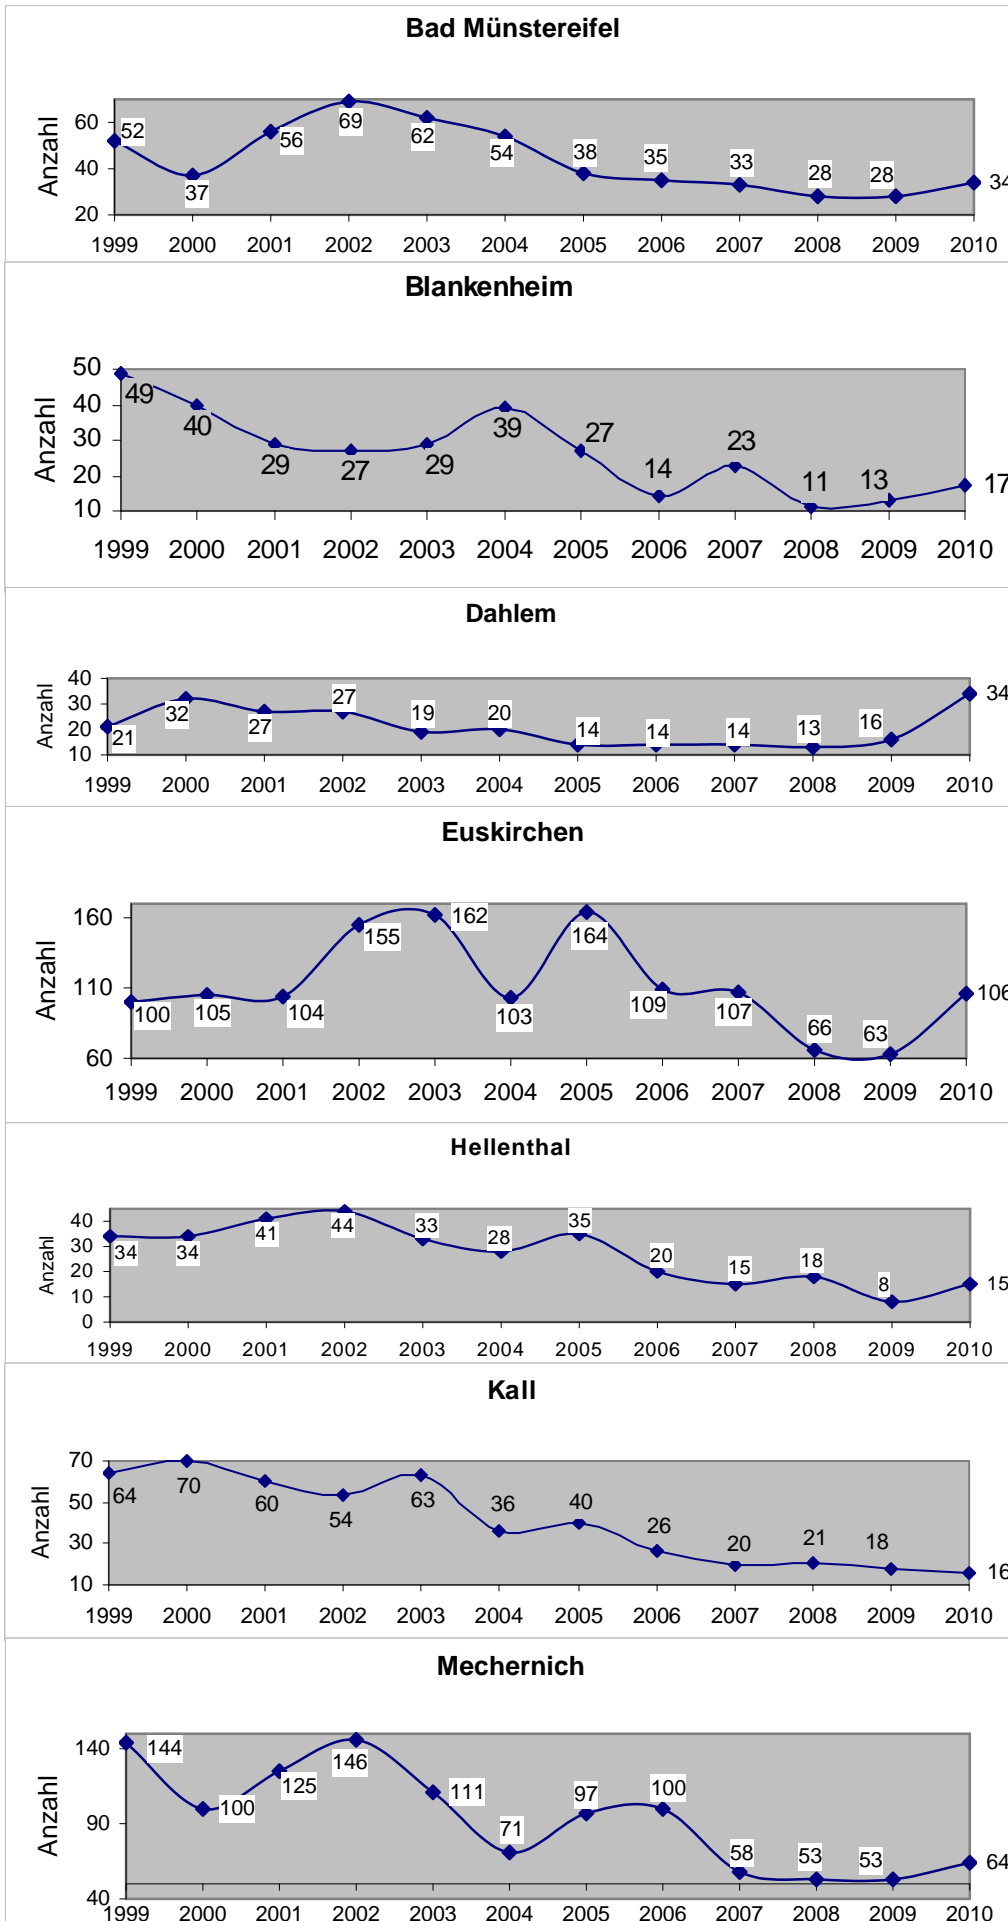 Bad Münstereifel
Anzahl
60
40
20
52 37 56 69 62 54 38 35 33 28 28 34
1999 2000 2001 2002 2003 2004 2005 2006 2007 2008 2009 2010
Blankenheim
Anzahl
50
40
30
20
10
49 40 29 27 29 39 27 14 23 11 13 17
1999 2000 2001 2002 2003 2004 2005 2006 2007 2008 2009 2010
Dahlem
Anzahl
40
30
20
10
21 32 27 27 19 20 14 14 14 13 16 34
1999 2000 2001 2002 2003 2004 2005 2006 2007 2008 2009 2010
Euskirchen
Anzahl
160
110
60
100 105 104 155 162 103 164 109 107 66 63 106
1999 2000 2001 2002 2003 2004 2005 2006 2007 2008 2009 2010
Hellenthal
Anzahl
40
30
20
10
0
34 34 41 44 33 28 35 20 15 18 8 15
1999 2000 2001 2002 2003 2004 2005 2006 2007 2008 2009 2010
Kall
Anzahl
70
50
30
10
64 70 60 54 63 36 40 26 20 21 18 16
1999 2000 2001 2002 2003 2004 2005 2006 2007 2008 2009 2010
Mechernich
Anzahl
140
90
40
144 100 125 146 111 71 97 100 58 53 53 64
1999 2000 2001 2002 2003 2004 2005 2006 2007 2008 2009 2010